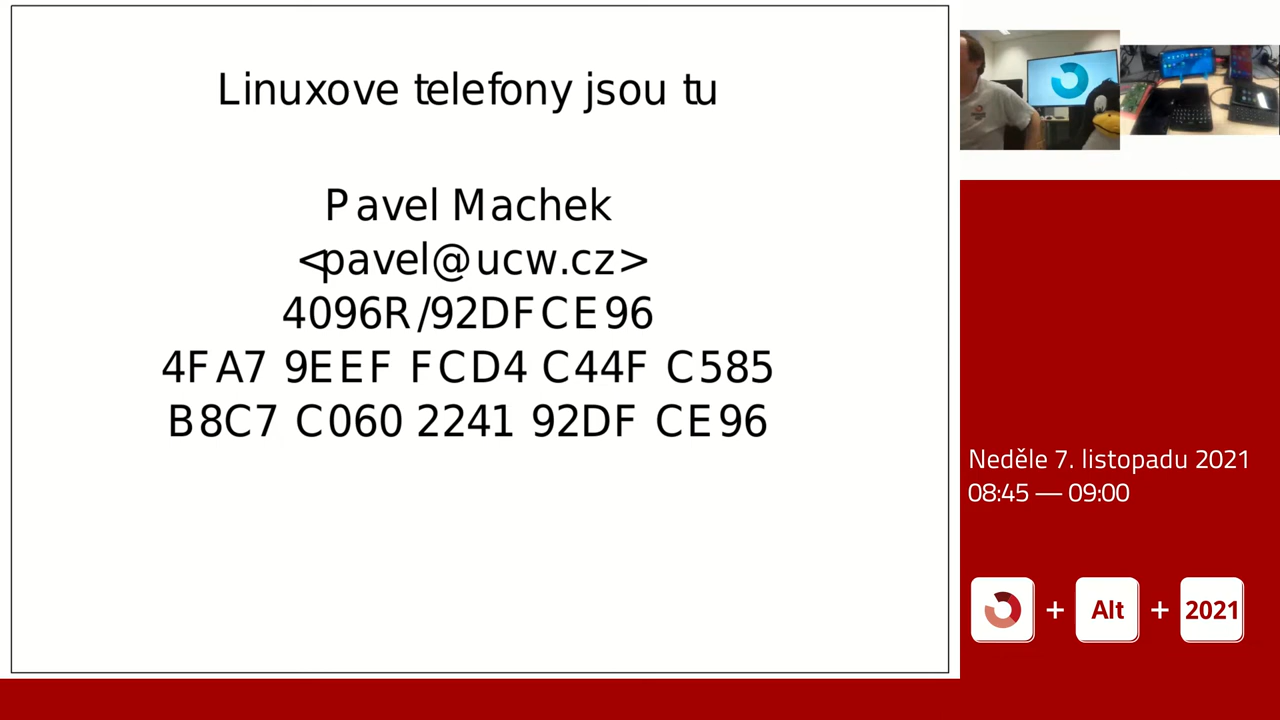 Linuxove telefony jsou tu
Pavel Machek
<pavel@ucw.cz>
4096R/92DFCE96
4FA7 9EEF FCD4 C44F C585
B8C7 C060 2241 92DF CE96
Neděle 7. listopadu 2021
08:45 — 09:00
+ Alt + 2021